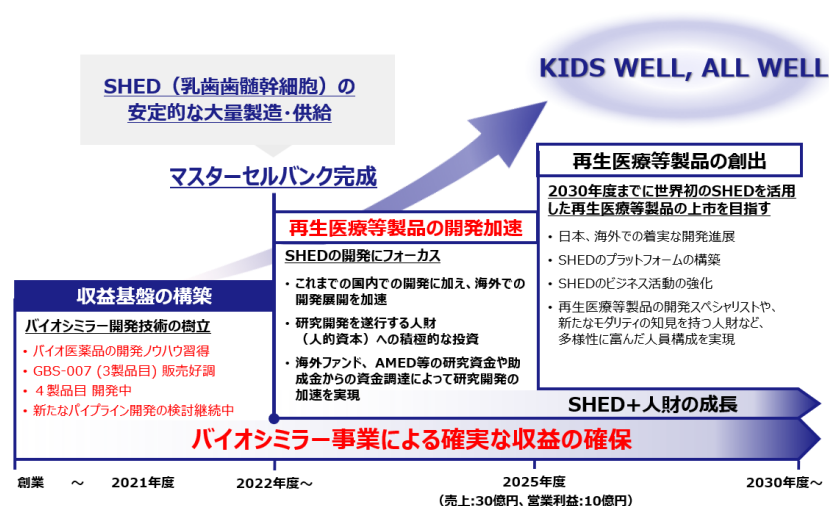 KIDS WELL, ALL WELL
SHED（乳歯歯髄幹細胞）の
安定的な大量製造・供給
マスターセルバンク完成
収益基盤の構築
バイオシミラー開発技術の樹立
・バイオ医薬品の開発ノウハウ習得
・GBS-007 (3製品目) 販売好調
・４製品目 開発中
・新たなパイプライン開発の検討継続中
再生医療等製品の開発加速
SHEDの開発にフォーカス
・これまでの国内での開発に加え、海外での
開発展開を加速
・研究開発を遂行する人財
（人的資本）への積極的な投資
・海外ファンド、AMED等の研究資金や助
成金からの資金調達によって研究開発の
加速を実現
再生医療等製品の創出
2030年度までに世界初のSHEDを活用
した再生医療等製品の上市を目指す
・日本、海外での着実な開発進展
・SHEDのプラットフォームの構築
・SHEDのビジネス活動の強化
・再生医療等製品の開発スペシャリストや、
新たなモダリティの知見を持つ人財など、
多様性に富んだ人員構成を実現
SHED+人財の成長
バイオシミラー事業による確実な収益の確保
創業 ～ 2021年度
2022年度～
2025年度
(売上:30億円、営業利益:10億円)
2030年度～